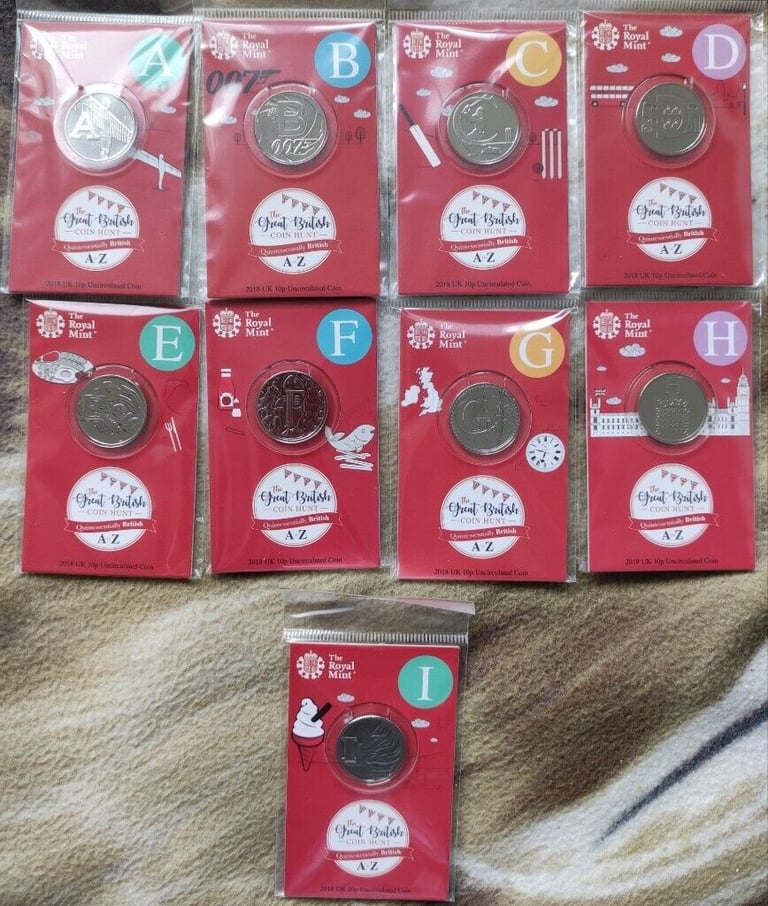 The
Royal
Mint®
A
A
The
Great British
COIN HUNT
Quintessentially British
A-Z
2018 UK 10p Uncirculated Coin
The
Royal
Mint®
B
007
B
007
The
Great British
COIN HUNT
Quintessentially British
A-Z
2018 UK 10p Uncirculated Coin
The
Royal
Mint®
C
The
Great British
COIN HUNT
Quintessentially British
A-Z
2018 UK 10p Uncirculated Coin
The
Royal
Mint®
D
The
Great British
COIN HUNT
Quintessentially British
A-Z
2018 UK 10p Uncirculated Coin
The
Royal
Mint®
E
The
Great British
COIN HUNT
Quintessentially British
A-Z
2018 UK 10p Uncirculated Coin
The
Royal
Mint®
F
F
The
Great British
COIN HUNT
Quintessentially British
A-Z
2018 UK 10p Uncirculated Coin
The
Royal
Mint®
G
G
The
Great British
COIN HUNT
Quintessentially British
A-Z
2018 UK 10p Uncirculated Coin
The
Royal
Mint®
H
H
The
Great British
COIN HUNT
Quintessentially British
A-Z
2018 UK 10p Uncirculated Coin
The
Royal
Mint®
I
The
Great British
COIN HUNT
Quintessentially British
A-Z
2018 UK 10p Uncirculated Coin